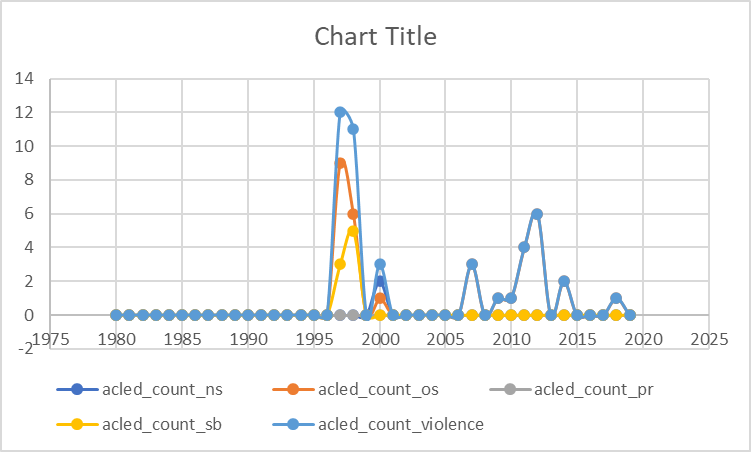 Chart Title
14
12
10
8
6
4
2
0
-2
1975 1980 1985 1990 1995 2000 2005 2010 2015 2020 2025
acled_count_ns acled_count_os acled_count_pr
acled_count_sb acled_count_violence